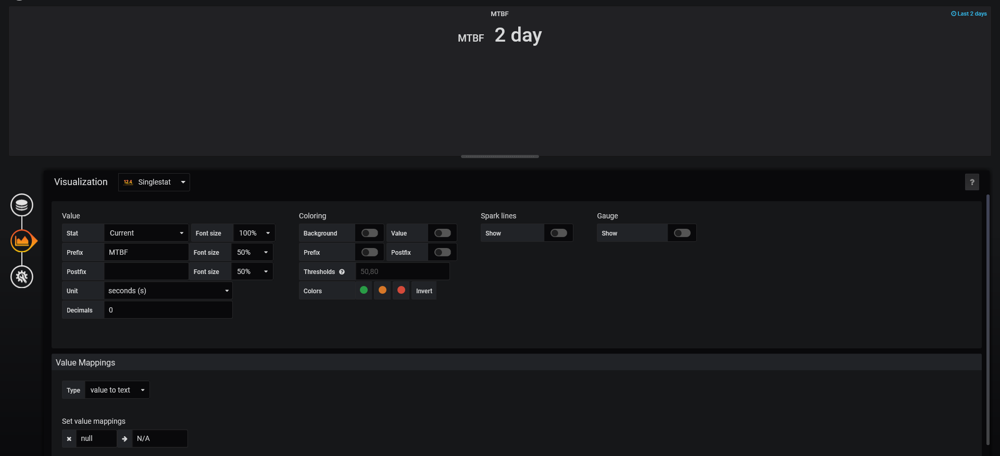 MTBF
Last 2 days
MTBF 2 day
Visualization 12.4 Singlestat ?
Value Coloring Spark lines Gauge
Stat Current Font size 100% Background Value Show Show
Prefix MTBF Font size 50% Prefix Postfix
Postfix Font size 50% Thresholds ? 50,80
Unit seconds (s) Colors Invert
Decimals 0
Value Mappings
Type value to text
Set value mappings
null N/A